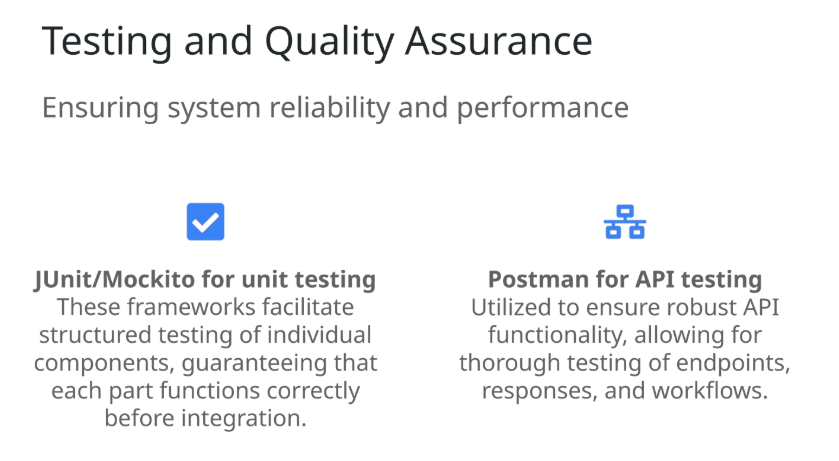 Testing and Quality Assurance
Ensuring system reliability and performance
JUnit/Mockito for unit testing
These frameworks facilitate
structured testing of individual
components, guaranteeing that
each part functions correctly
before integration.
Postman for API testing
Utilized to ensure robust API
functionality, allowing for
thorough testing of endpoints,
responses, and workflows.